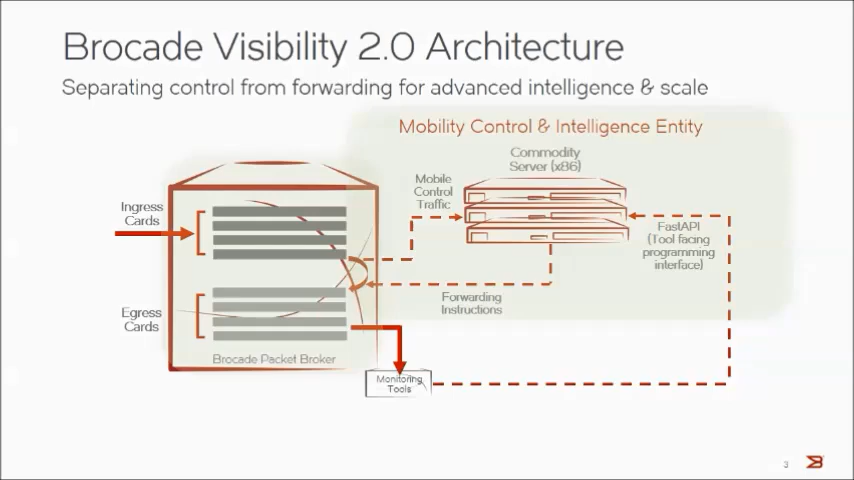 Brocade Visibility 2.0 Architecture
Separating control from forwarding for advanced intelligence & scale
Mobility Control & Intelligence Entity
Commodity
Server (x86)
Mobile
Control
Traffic
Ingress
Cards
FastAPI
(Tool facing
programming
interface)
Forwarding
Instructions
Egress
Cards
Brocade Packet Broker
Monitoring
Tools
3